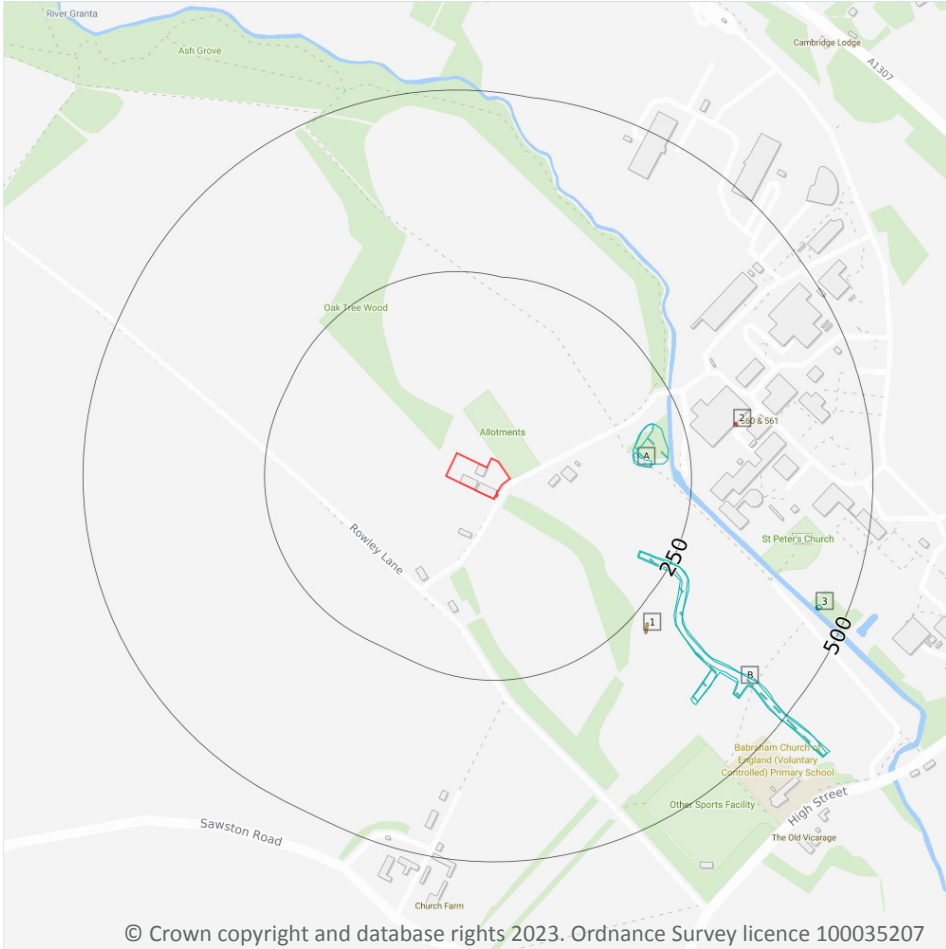 River Granta
Ash Grove
Cambridge Lodge
A1307
Oak Tree Wood
Allotments
2
560 & 561
A
Rowley Lane
St Peter's Church
250
3
1
500
B
Babraham Church of
England (Voluntary
Controlled) Primary School
Other Sports Facility
High Street
Sawston Road
The Old Vicarage
Church Farm
© Crown copyright and database rights 2023. Ordnance Survey licence 100035207